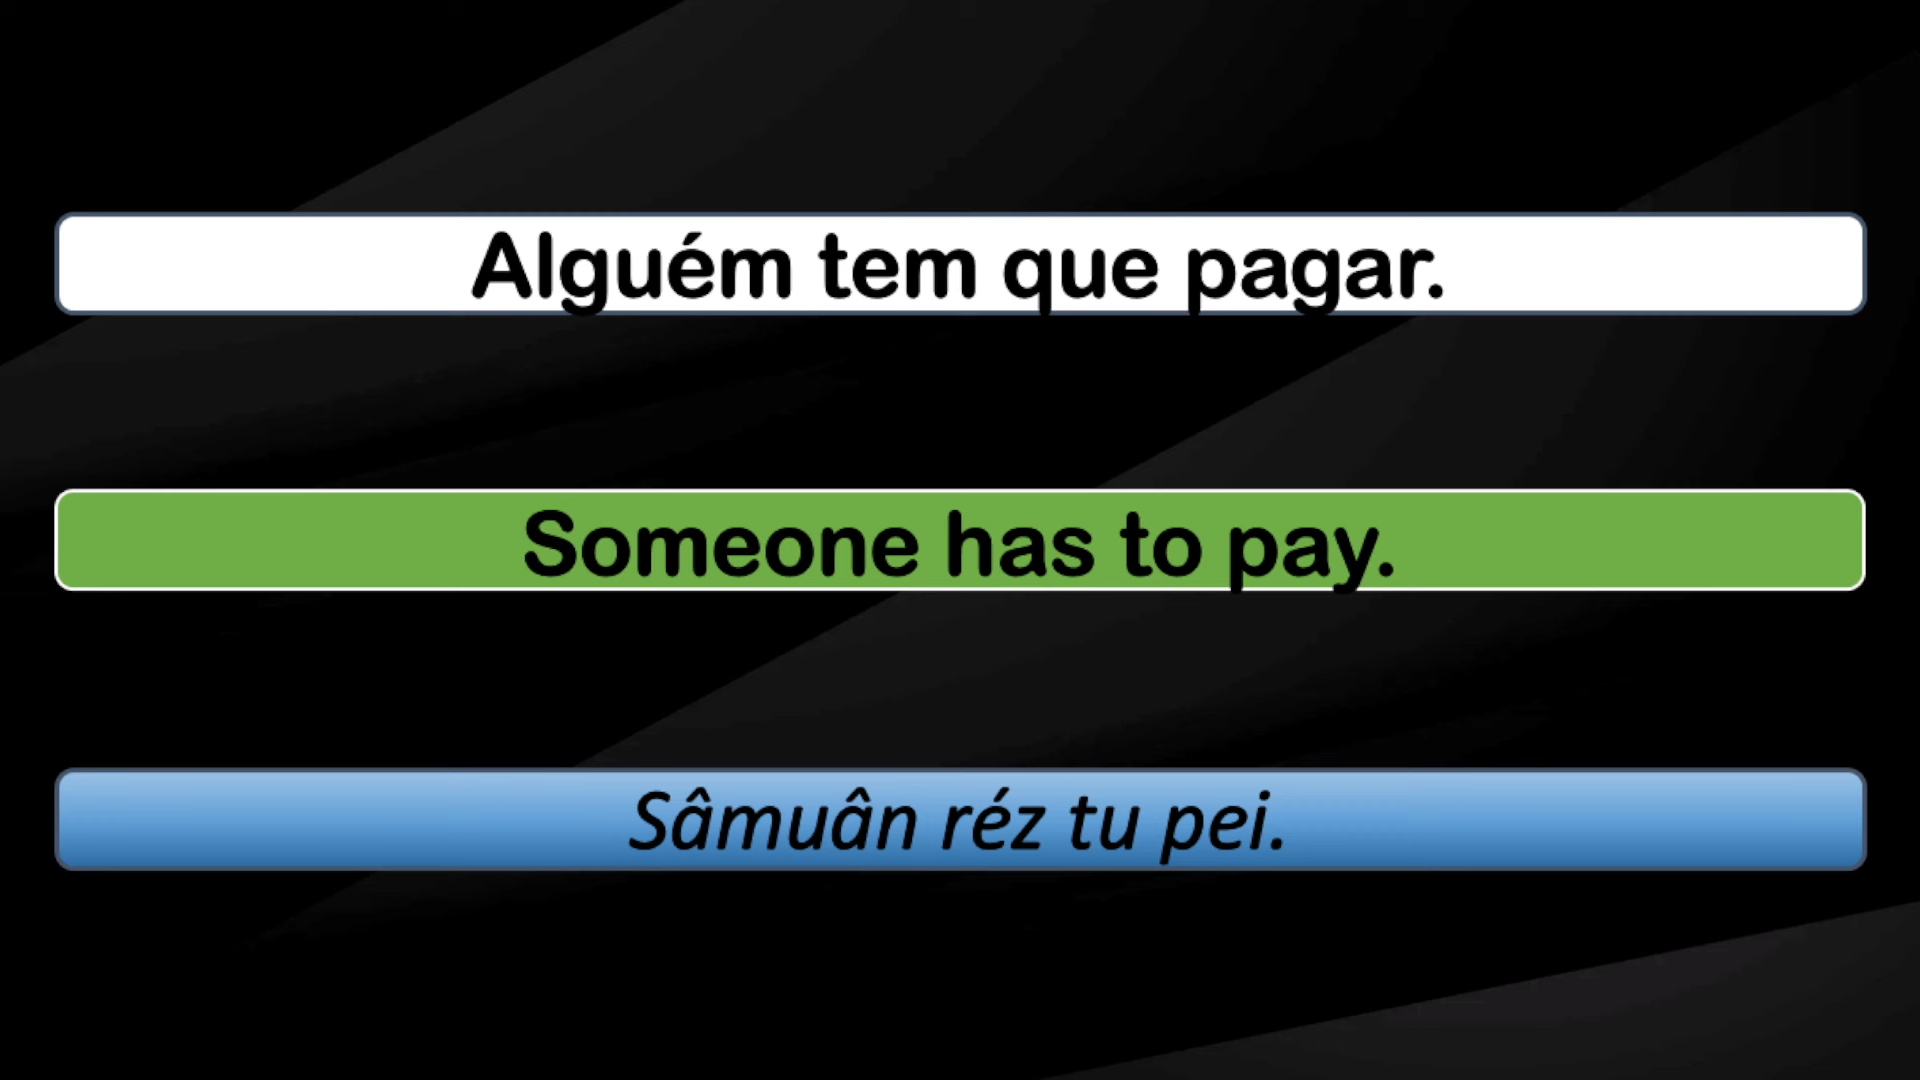 Alguém tem que pagar.
Someone has to pay.
Sâmuân réz tu pei.